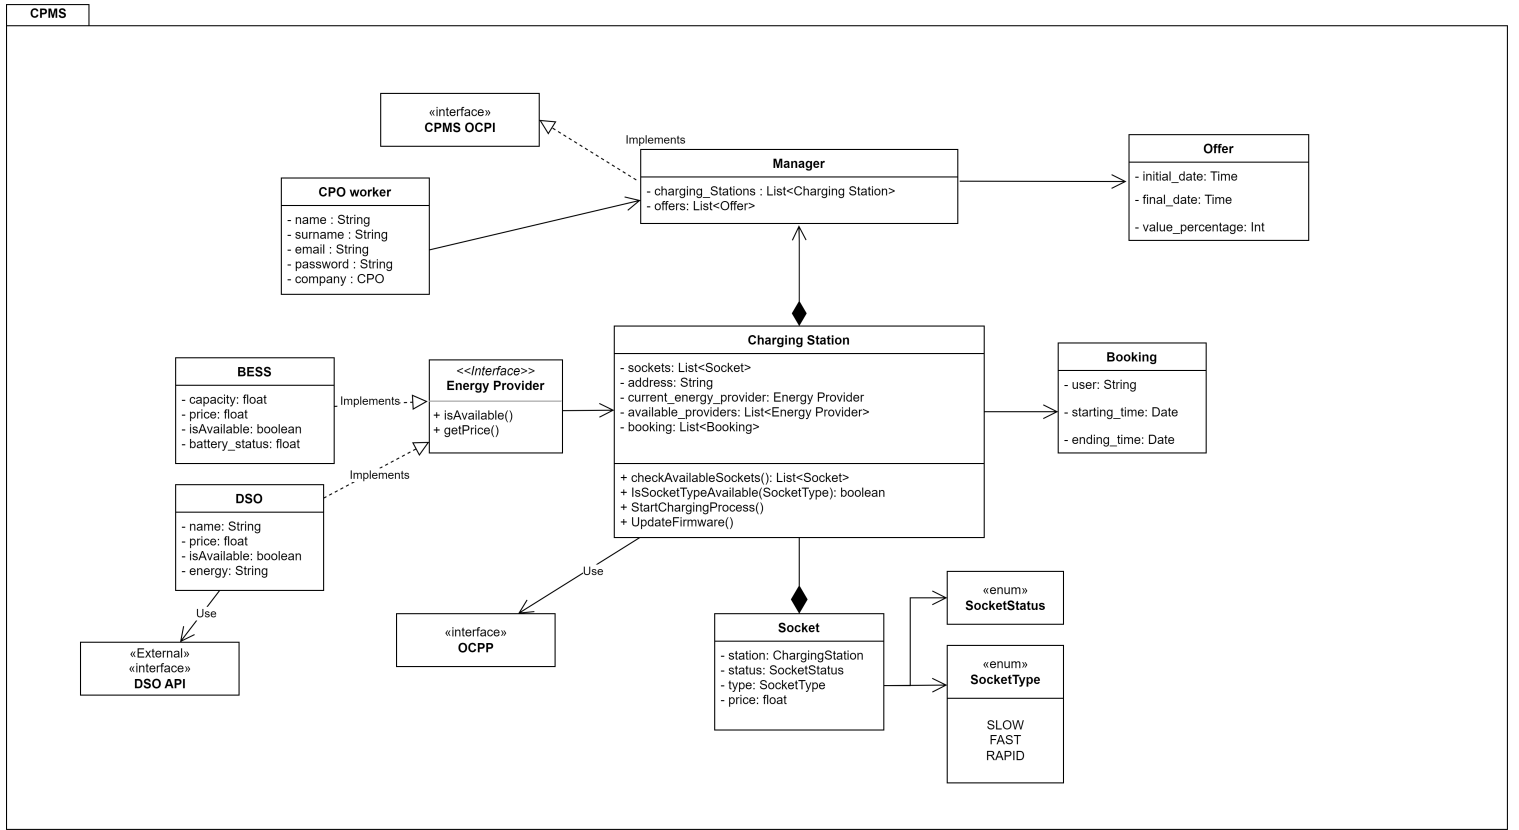 CPMS
«interface»
CPMS OCPI
Implements
Manager
- charging_Stations : List<Charging Station>
- offers: List<Offer>
Offer
- initial_date: Time
- final_date: Time
- value_percentage: Int
CPO worker
- name : String
- surname : String
- email : String
- password : String
- company : CPO
BESS
- capacity: float
- price: float
- isAvailable: boolean
- battery_status: float
Implements
<<Interface>>
Energy Provider
+ isAvailable()
+ getPrice()
Charging Station
- sockets: List<Socket>
- address: String
- current_energy_provider: Energy Provider
- available_providers: List<Energy Provider>
- booking: List<Booking>
+ checkAvailableSockets(): List<Socket>
+ IsSocketTypeAvailable(SocketType): boolean
+ StartChargingProcess()
+ UpdateFirmware()
Booking
- user: String
- starting_time: Date
- ending_time: Date
Implements
DSO
- name: String
- price: float
- isAvailable: boolean
- energy: String
Use
«External»
«interface»
DSO API
Use
«interface»
OCPP
Socket
- station: ChargingStation
- status: SocketStatus
- type: SocketType
- price: float
«enum»
SocketStatus
«enum»
SocketType
SLOW
FAST
RAPID